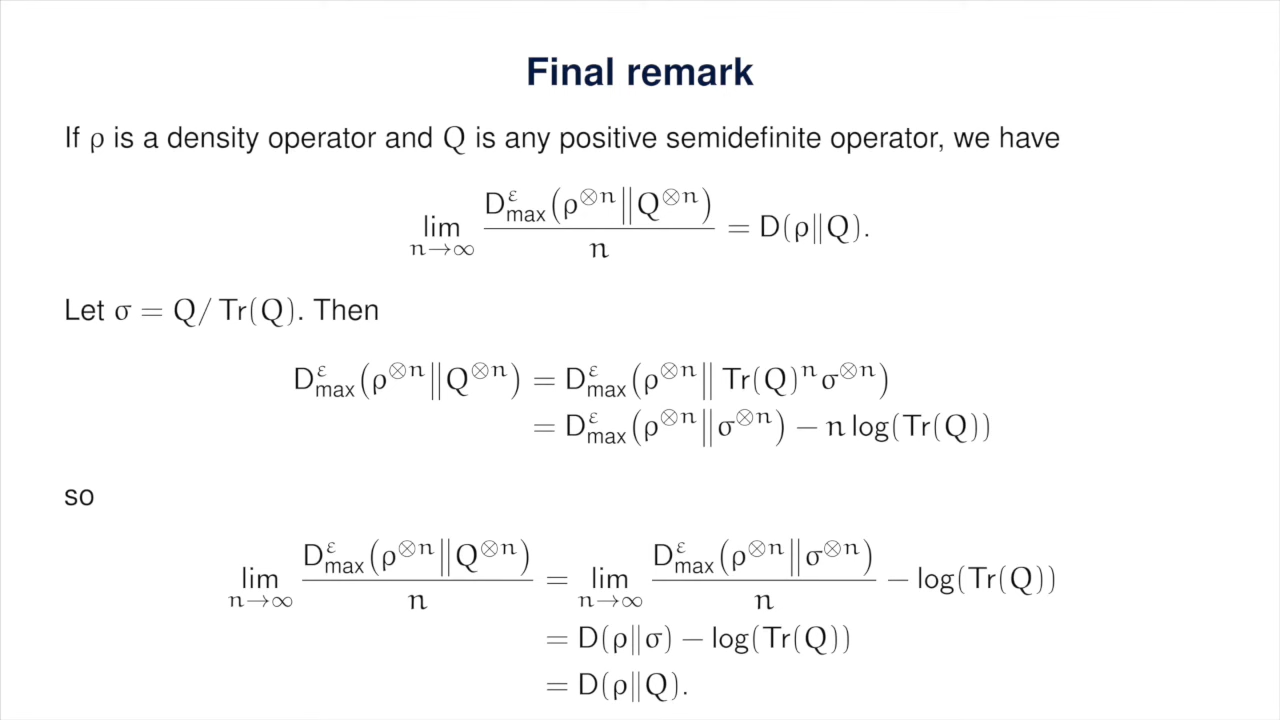 Final remark
If ρ is a density operator and Q is any positive semidefinite operator, we have
lim_{n→∞} D^ε_max(ρ^{⊗n}‖Q^{⊗n}) / n = D(ρ‖Q).
Let σ = Q/ Tr(Q). Then
D^ε_max(ρ^{⊗n}‖Q^{⊗n}) = D^ε_max(ρ^{⊗n}‖ Tr(Q)^n σ^{⊗n})
= D^ε_max(ρ^{⊗n}‖σ^{⊗n}) − n log(Tr(Q))
so
lim_{n→∞} D^ε_max(ρ^{⊗n}‖Q^{⊗n}) / n = lim_{n→∞} D^ε_max(ρ^{⊗n}‖σ^{⊗n}) / n − log(Tr(Q))
= D(ρ‖σ) − log(Tr(Q))
= D(ρ‖Q).